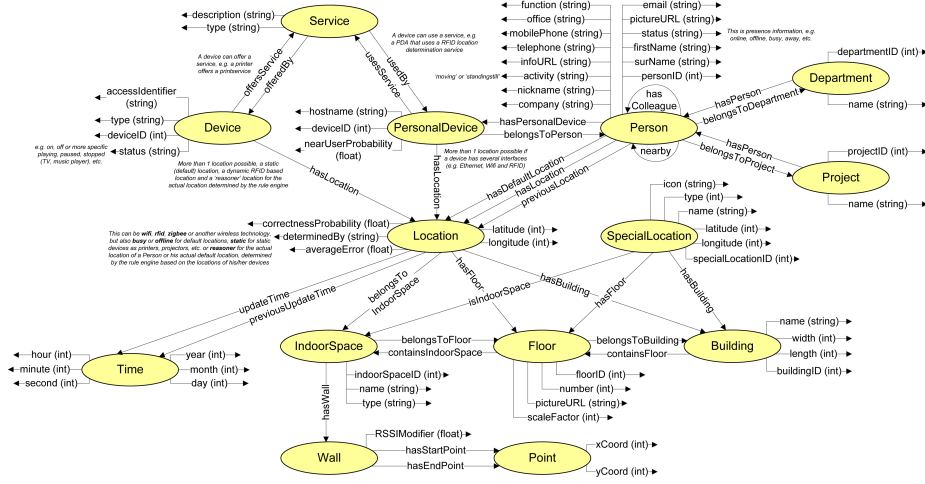 description (string)
type (string)
Service
A device can offer a
service, e.g. a printer
offers a printservice
A device can use a service, e.g.
a PDA that uses a RFID location
determination service
offersService
offeredBy
usesService
usedBy
function (string)
office (string)
mobilePhone (string)
telephone (string)
infoURL (string)
activity (string)
nickname (string)
company (string)
'moving' or 'standingstill'
email (string)
pictureURL (string)
status (string)
firstName (string)
surName (string)
personID (int)
This is presence information, e.g.
online, offline, busy, away, etc.
departmentID (int)
Department
name (string)
accessIdentifier
(string)
type (string)
deviceID (int)
status (string)
e.g. on, off or more specific
playing, paused, stopped
(TV, music player), etc.
Device
More than 1 location possible, a static
(default) location, a dynamic RFID based
location and a 'reasoner' location for the
actual location determined by the rule engine
hostname (string)
deviceID (int)
nearUserProbability
(float)
PersonalDevice
More than 1 location possible if
a device has several interfaces
(e.g. Ethernet, Wifi and RFID)
hasPersonalDevice
belongsToPerson
has
Colleague
Person
nearby
hasPerson
belongsToDepartment
hasPerson
belongsToProject
projectID (int)
Project
name (string)
hasLocation
hasLocation
hasDefaultLocation
hasLocation
previousLocation
correctnessProbability (float)
determinedBy (string)
averageError (float)
This can be wifi, rfid, zigbee or another wireless technology,
but also busy or offline for default locations, static for static
devices as printers, projectors, etc. or reasoner for the actual
location of a Person or his actual default location, determined
by the rule engine based on the locations of his/her devices
Location
latitude (int)
longitude (int)
icon (string)
type (int)
name (string)
SpecialLocation
latitude (int)
longitude (int)
specialLocationID (int)
updateTime
previousUpdateTime
belongsTo
IndoorSpace
hasFloor
hasBuilding
isIndoorSpace
hasFloor
hasBuilding
hour (int)
minute (int)
second (int)
Time
year (int)
month (int)
day (int)
IndoorSpace
belongsToFloor
containsIndoorSpace
Floor
belongsToBuilding
containsFloor
Building
name (string)
width (int)
length (int)
buildingID (int)
indoorSpaceID (int)
name (string)
type (string)
floorID (int)
number (int)
pictureURL (string)
scaleFactor (int)
hasWall
RSSIModifier (float)
Wall
hasStartPoint
hasEndPoint
Point
xCoord (int)
yCoord (int)